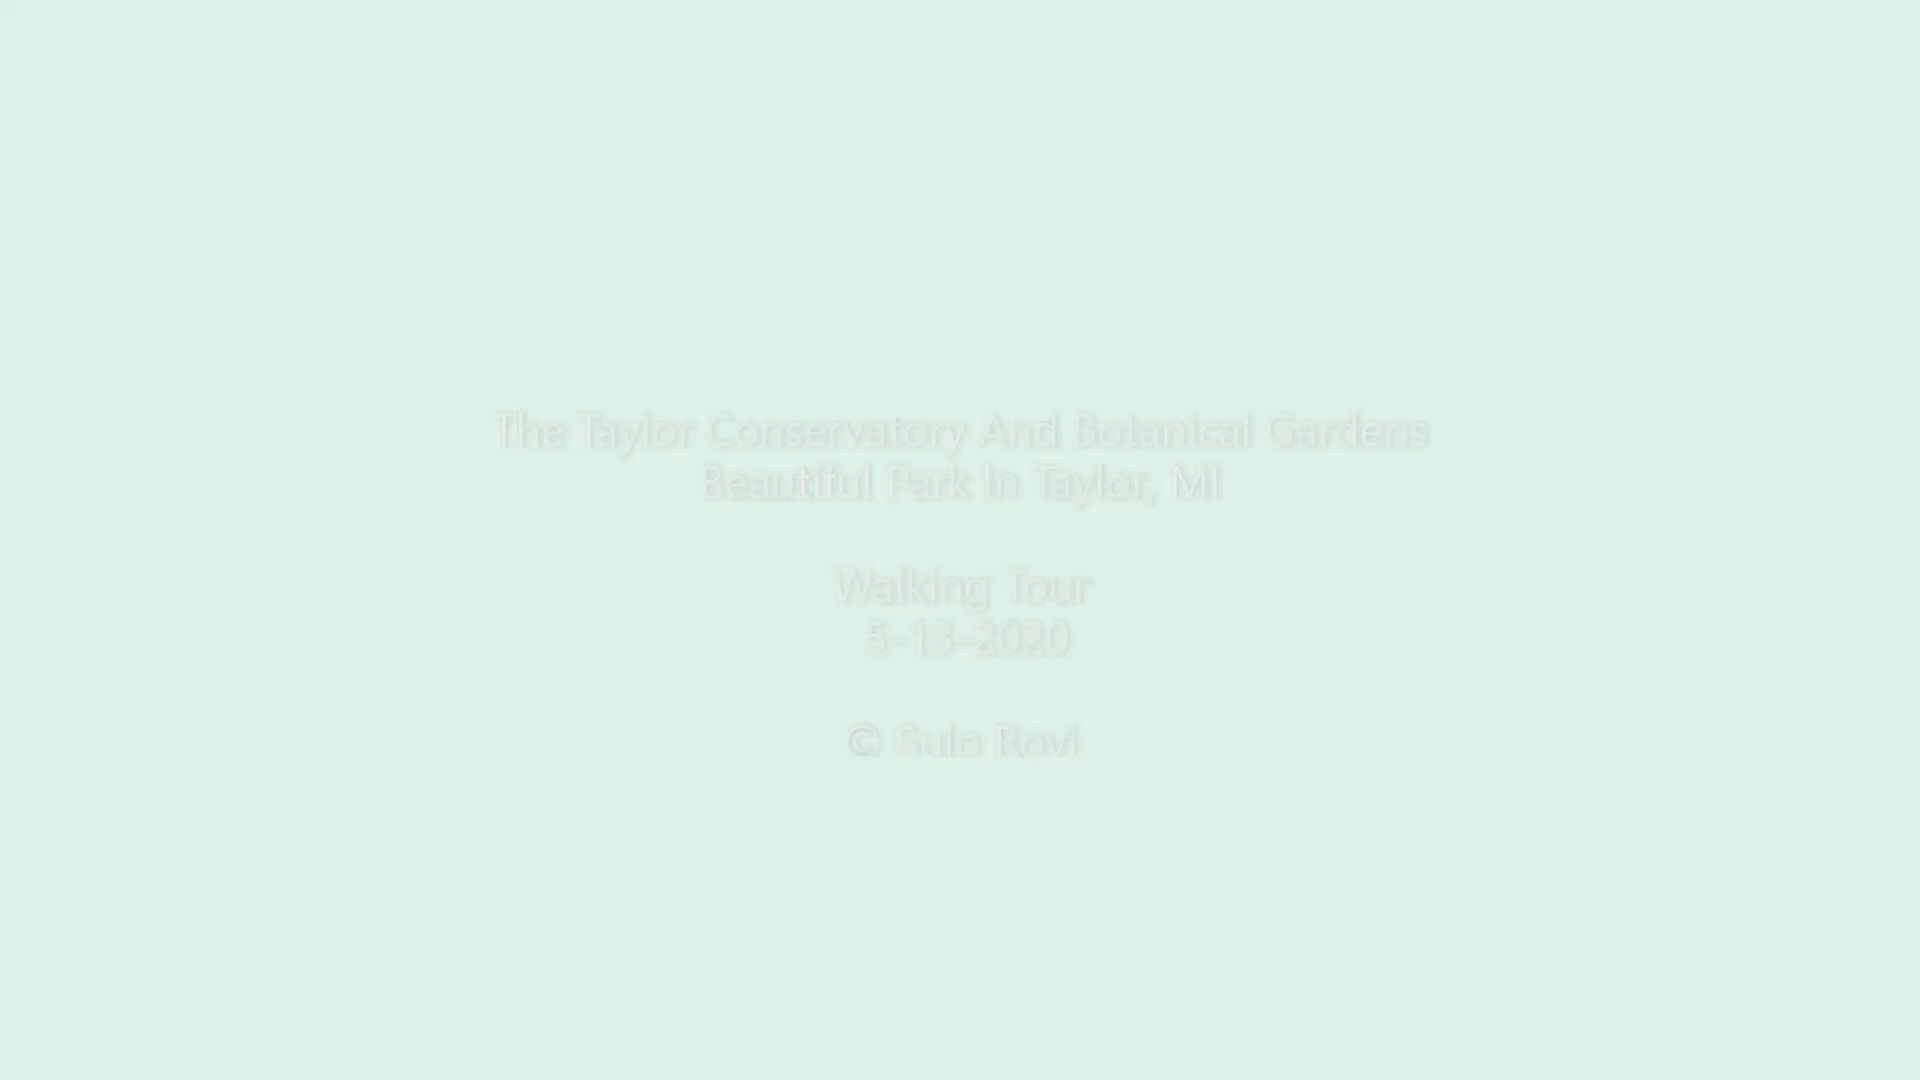 The Taylor Conservatory And Botanical Gardens
Beautiful Park In Taylor, MI
Walking Tour
5-13-2020
© Sulo Rovi